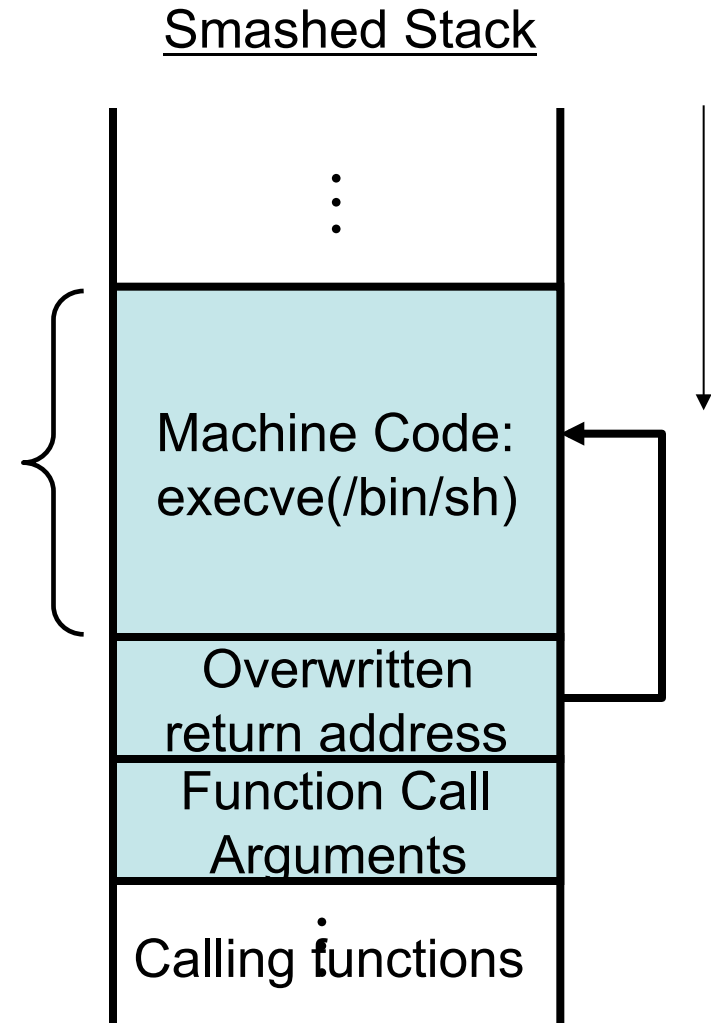 Smashed Stack
Machine Code:
execve(/bin/sh)
Overwritten
return address
Function Call
Arguments
Calling functions